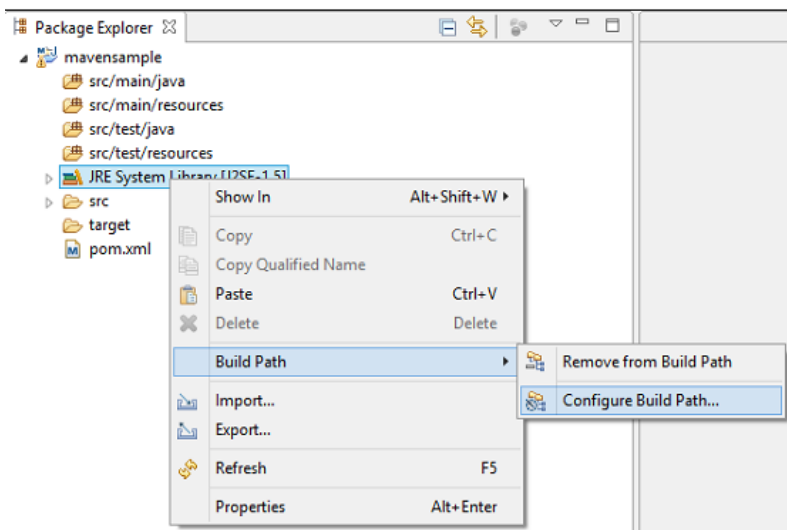 Package Explorer
mavensample
src/main/java
src/main/resources
src/test/java
src/test/resources
JRE System Library [J2SE-1.5]
src
target
pom.xml
Show In Alt+Shift+W
Copy Ctrl+C
Copy Qualified Name
Paste Ctrl+V
Delete Delete
Build Path
Remove from Build Path
Import...
Configure Build Path...
Export...
Refresh F5
Properties Alt+Enter